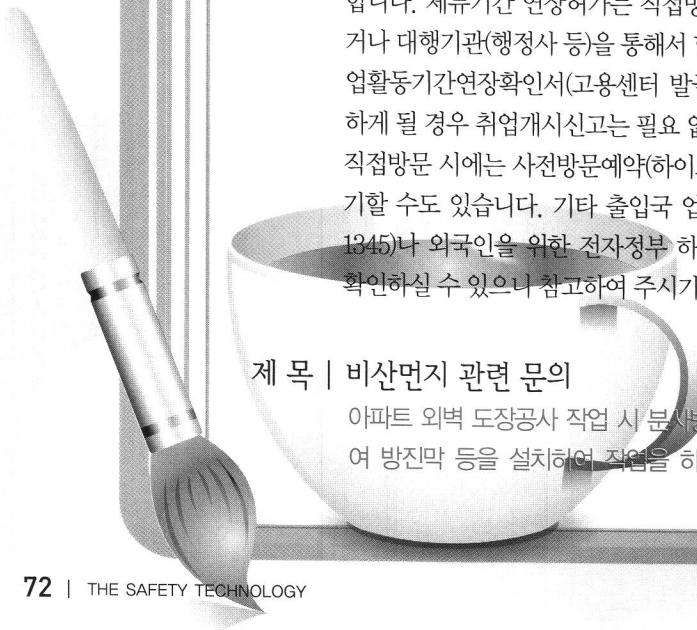 입니다. 체류기간 연장허가는 직접방
거나 대행기관(행정사 등)을 통해서
업활동기간연장확인서(고용센터 발
하게 될 경우 취업개시신고는 필요
직접방문 시에는 사전방문예약(하이
기할 수도 있습니다. 기타 출입국
1345)나 외국인을 위한 전자정부 하
확인하실 수 있으니 참고하여 주시기
제 목 | 비산먼지 관련 문의
아파트 외벽 도장공사 작업 시 분사방
여 방진막 등을 설치하여 작업을 하
72 | THE SAFETY TECHNOLOGY